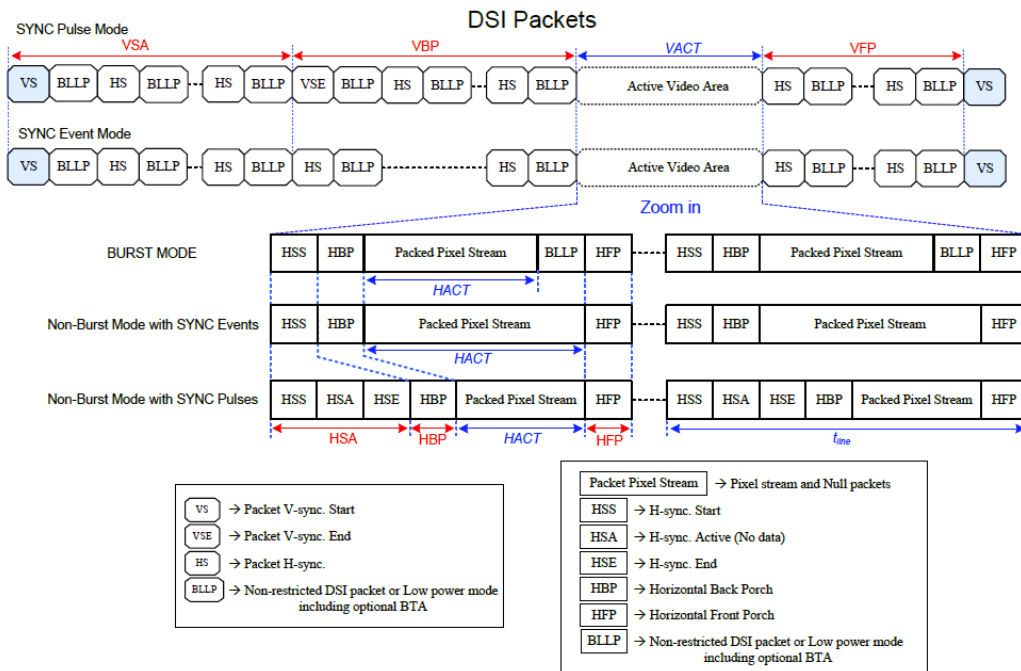 DSI Packets
SYNC Pulse Mode
VSA VBP VACT VFP
VS BLLP HS BLLP HS BLLP VSE BLLP HS BLLP HS BLLP Active Video Area HS BLLP HS BLLP VS
SYNC Event Mode
VS BLLP HS BLLP HS BLLP HS BLLP HS BLLP Active Video Area HS BLLP HS BLLP VS
Zoom in
BURST MODE HSS HBP Packed Pixel Stream BLLP HFP HSS HBP Packed Pixel Stream BLLP HFP
HACT
Non-Burst Mode with SYNC Events HSS HBP Packed Pixel Stream HFP HSS HBP Packed Pixel Stream HFP
HACT
Non-Burst Mode with SYNC Pulses HSS HSA HSE HBP Packed Pixel Stream HFP HSS HSA HSE HBP Packed Pixel Stream HFP
HSA HBP HACT HFP tline
VS → Packet V-sync. Start
VSE → Packet V-sync. End
HS → Packet H-sync.
BLLP → Non-restricted DSI packet or Low power mode
including optional BTA
Packet Pixel Stream → Pixel stream and Null packets
HSS → H-sync. Start
HSA → H-sync. Active (No data)
HSE → H-sync. End
HBP → Horizontal Back Porch
HFP → Horizontal Front Porch
BLLP → Non-restricted DSI packet or Low power mode
including optional BTA